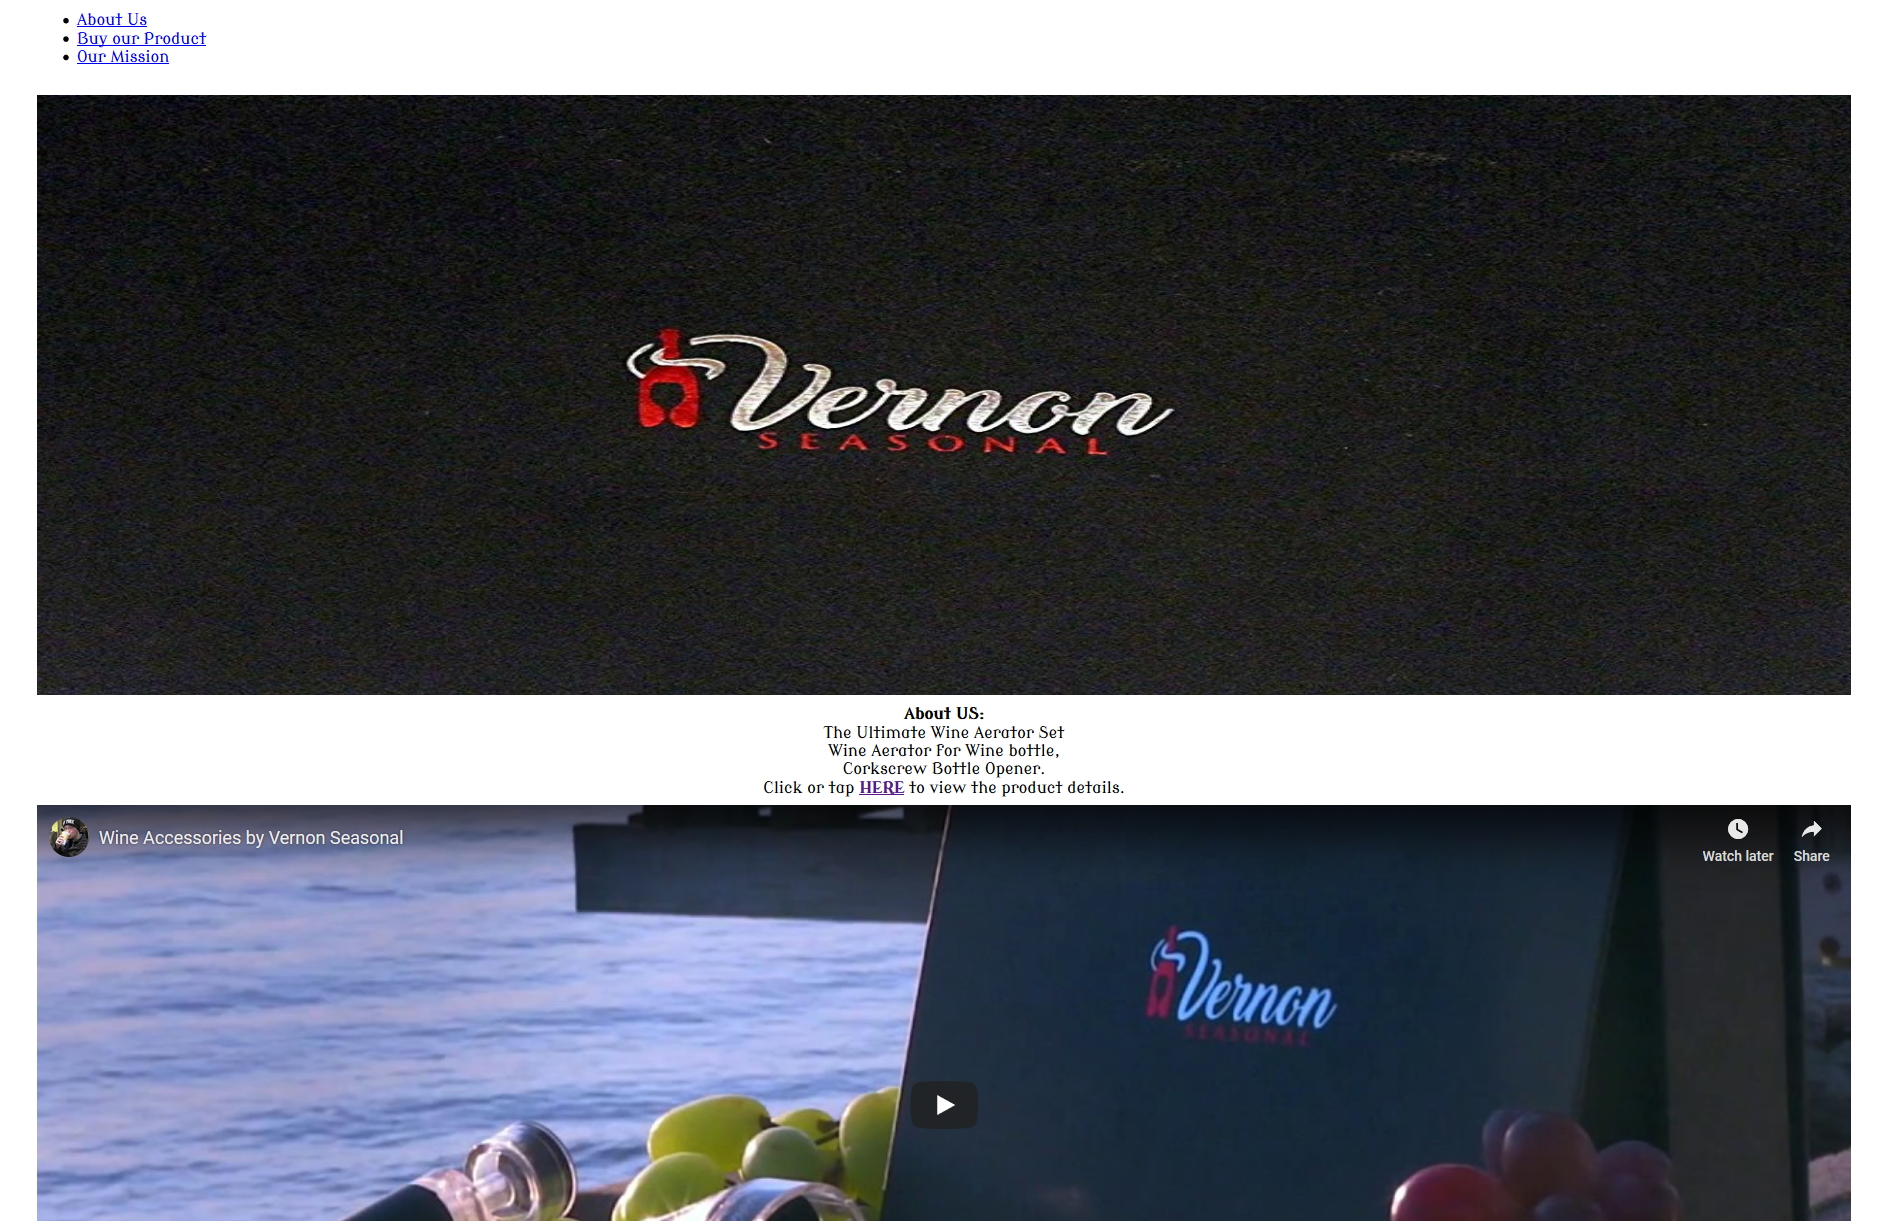 About Us
Buy our Product
Our Mission
Vernon
SEASONAL
About US:
The Ultimate Wine Aerator Set
Wine Aerator for Wine bottle,
Corkscrew Bottle Opener.
Click or tap HERE to view the product details.
Wine Accessories by Vernon Seasonal
Watch later
Share
Vernon
SEASONAL